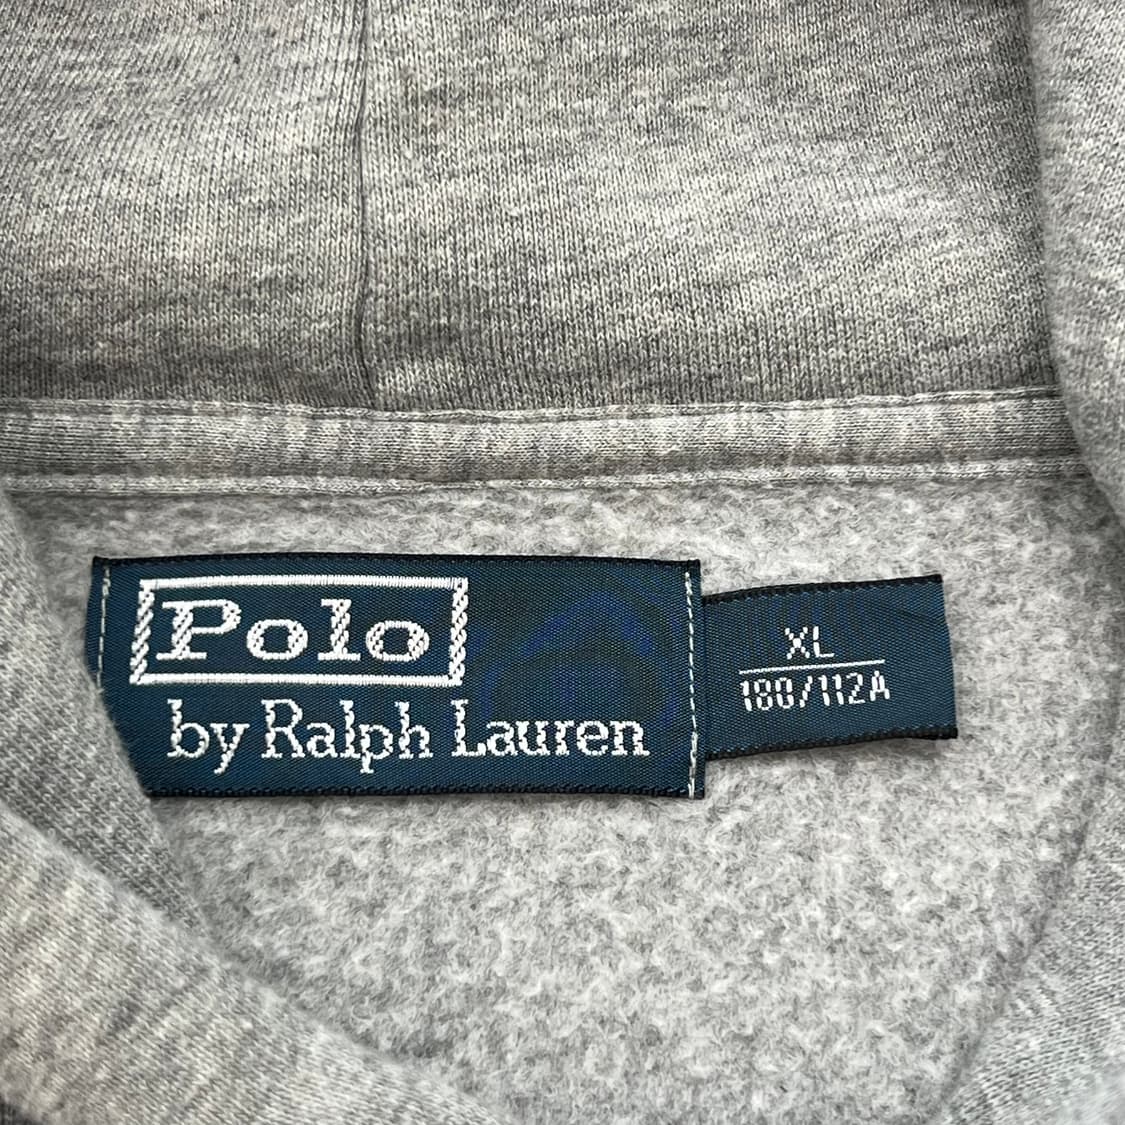 Polo
by Ralph Lauren
XL
180/112A